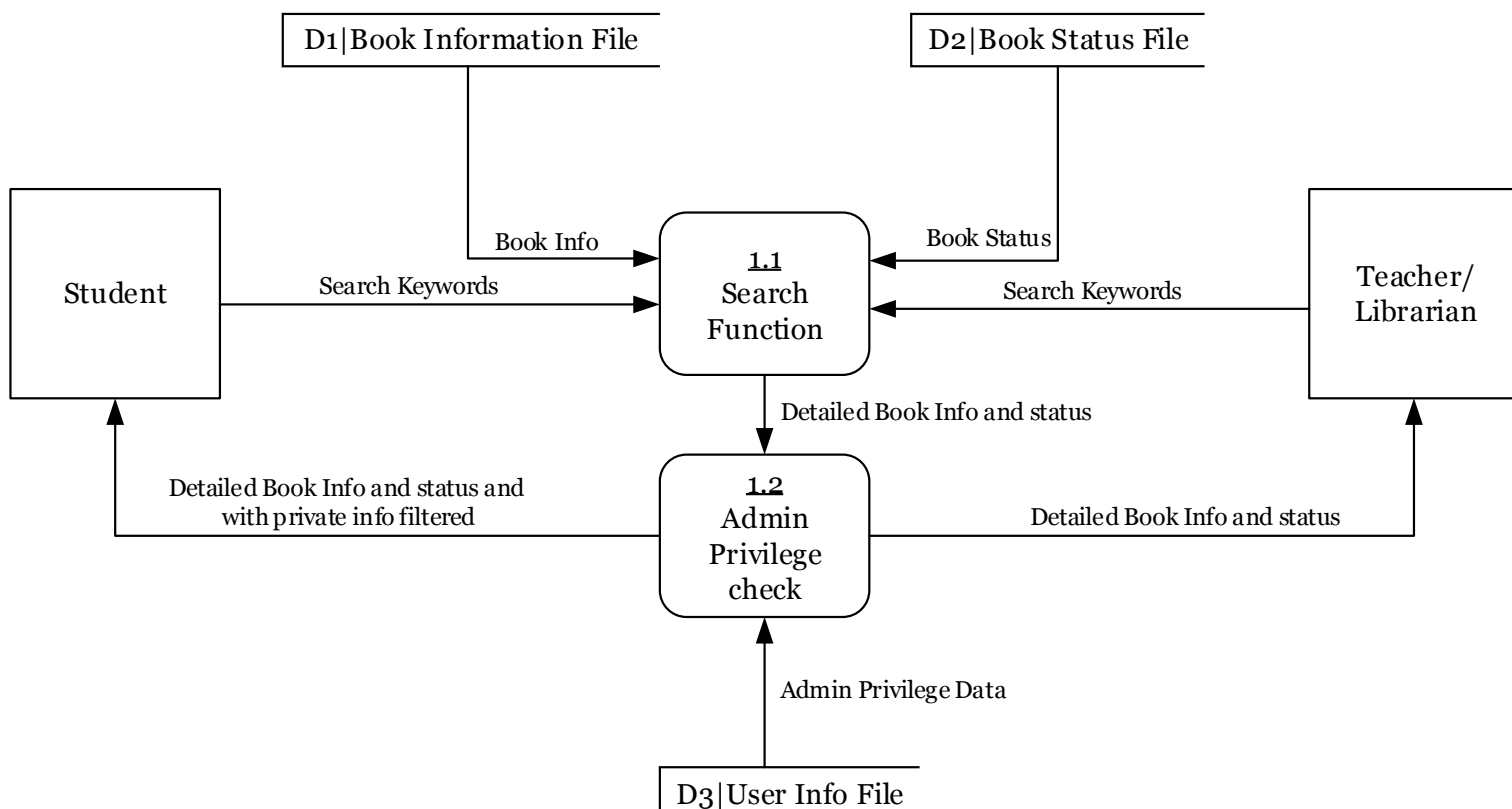 D1|Book Information File
D2|Book Status File
Book Info
Book Status
1.1
Search
Function
Student
Search Keywords
Search Keywords
Teacher/
Librarian
Detailed Book Info and status
Detailed Book Info and status and
with private info filtered
1.2
Admin
Privilege
check
Detailed Book Info and status
Admin Privilege Data
D3|User Info File